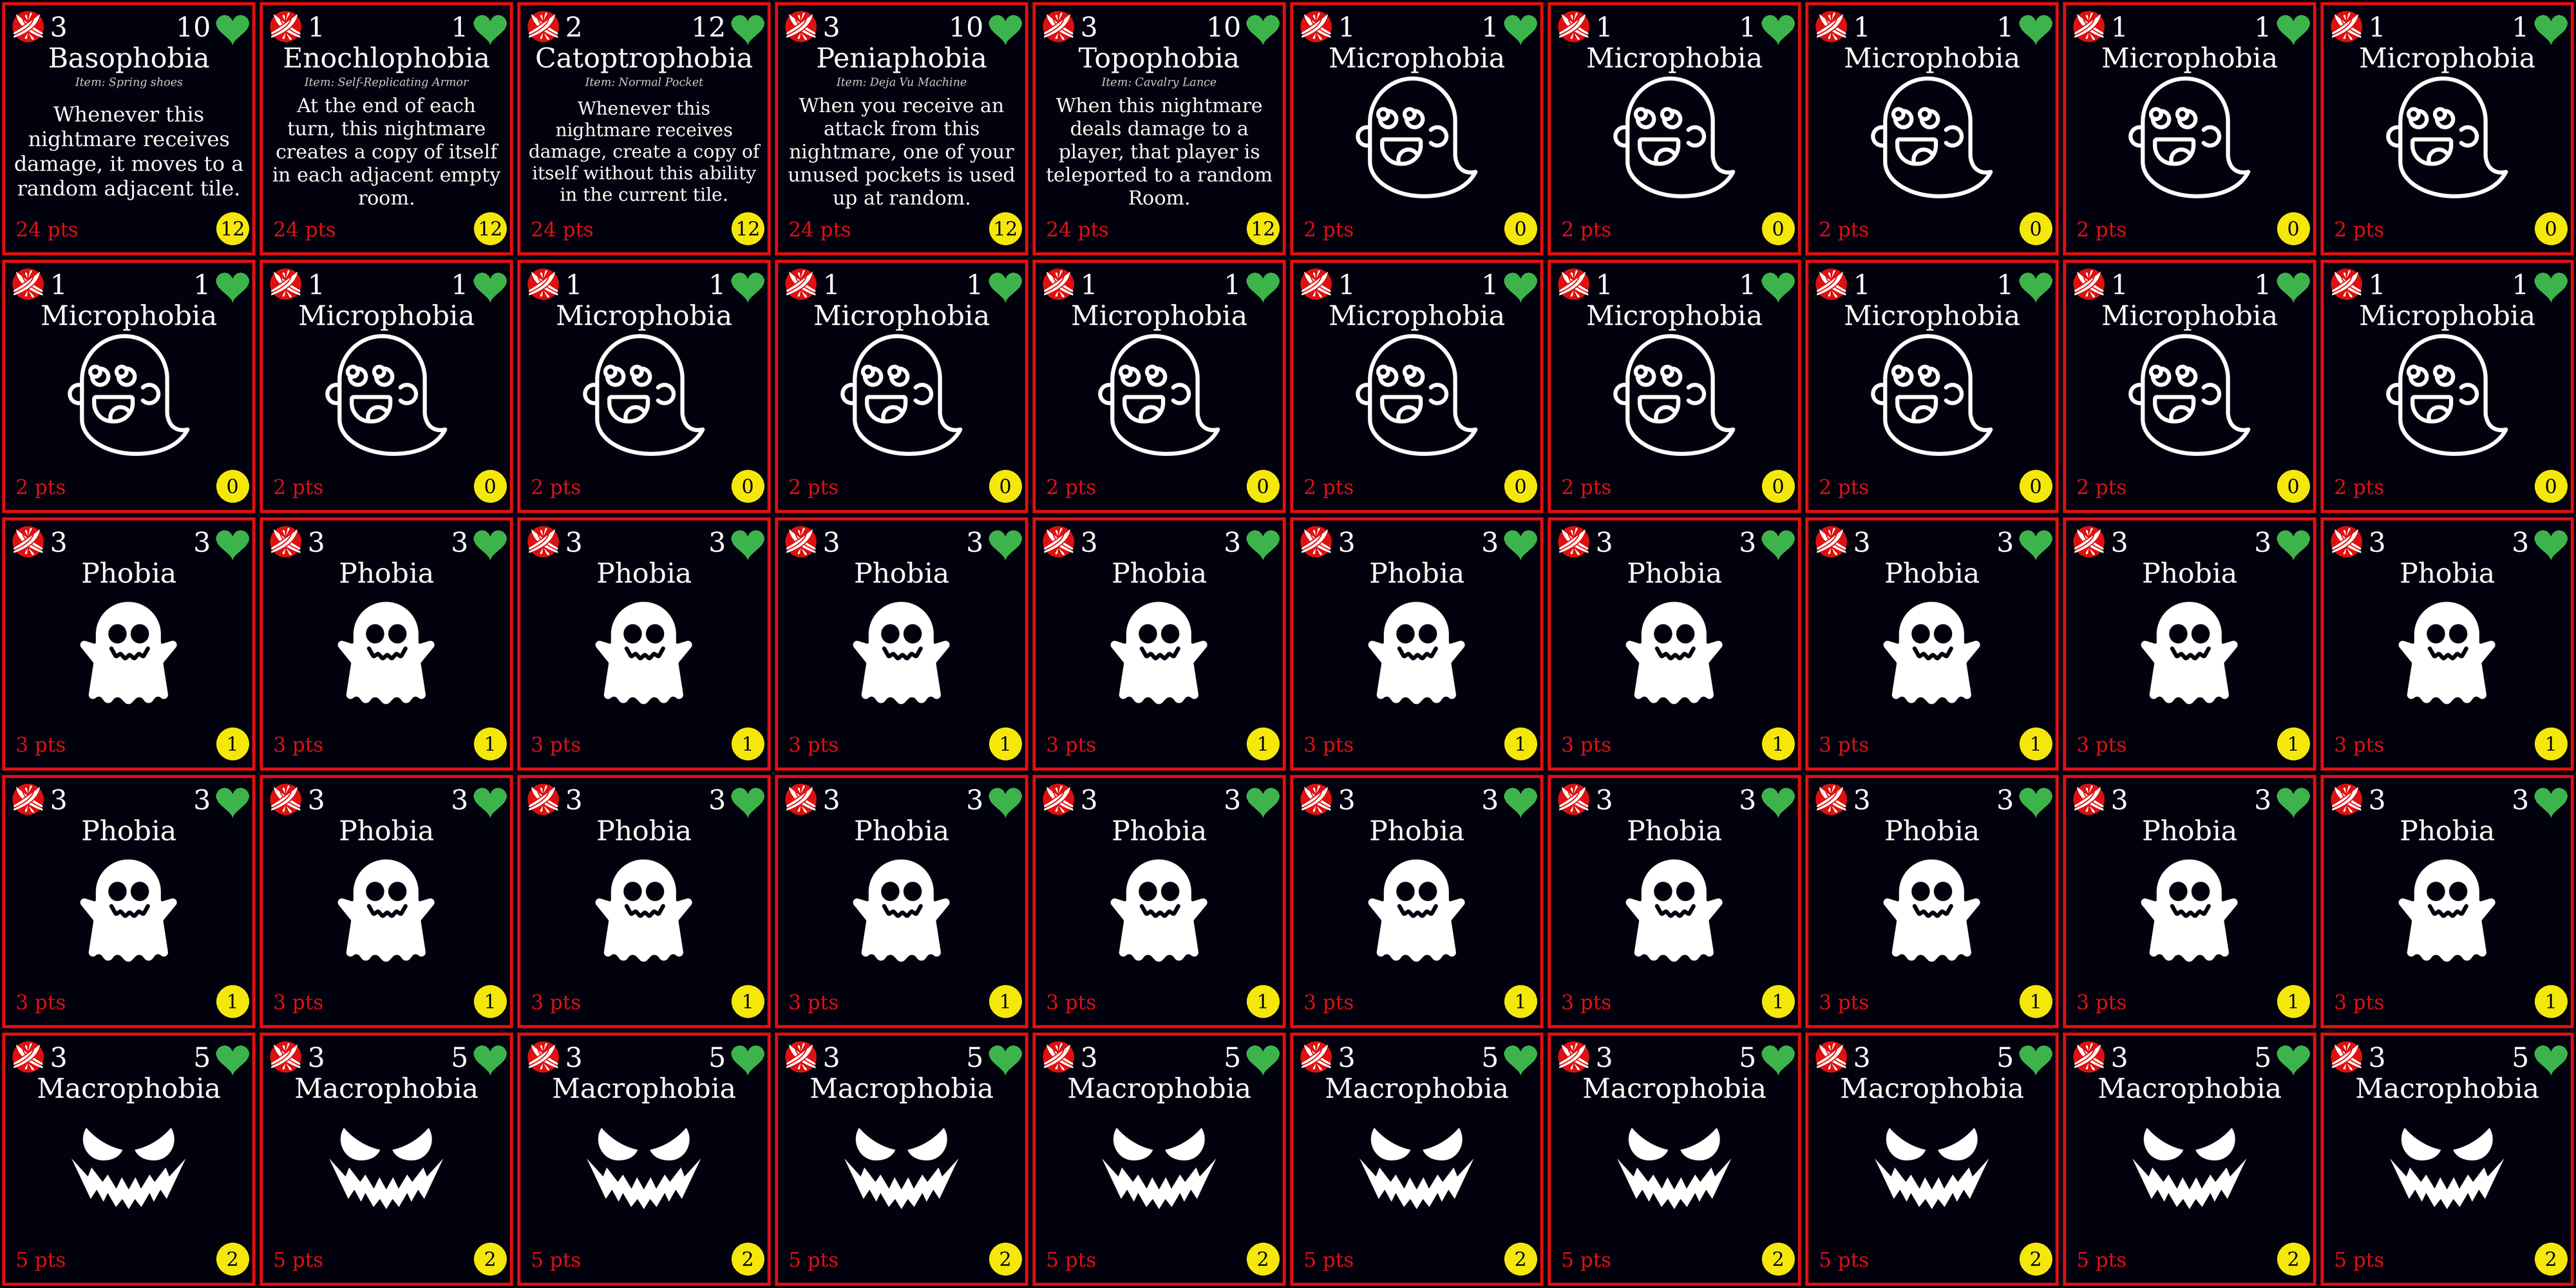 3 10
Basophobia
Item: Spring shoes
Whenever this
nightmare receives
damage, it moves to a
random adjacent tile.
24 pts 12
1 1
Enochlophobia
Item: Self-Replicating Armor
At the end of each
turn, this nightmare
creates a copy of itself
in each adjacent empty
room.
24 pts 12
2 12
Catoptrophobia
Item: Normal Pocket
Whenever this
nightmare receives
damage, create a copy of
itself without this ability
in the current tile.
24 pts 12
3 10
Peniaphobia
Item: Deja Vu Machine
When you receive an
attack from this
nightmare, one of your
unused pockets is used
up at random.
24 pts 12
3 10
Topophobia
Item: Cavalry Lance
When this nightmare
deals damage to a
player, that player is
teleported to a random
Room.
24 pts 12
1 1
Microphobia
2 pts 0
1 1
Microphobia
2 pts 0
1 1
Microphobia
2 pts 0
1 1
Microphobia
2 pts 0
1 1
Microphobia
2 pts 0
1 1
Microphobia
2 pts 0
1 1
Microphobia
2 pts 0
1 1
Microphobia
2 pts 0
1 1
Microphobia
2 pts 0
1 1
Microphobia
2 pts 0
1 1
Microphobia
2 pts 0
1 1
Microphobia
2 pts 0
1 1
Microphobia
2 pts 0
1 1
Microphobia
2 pts 0
1 1
Microphobia
2 pts 0
3 3
Phobia
3 pts 1
3 3
Phobia
3 pts 1
3 3
Phobia
3 pts 1
3 3
Phobia
3 pts 1
3 3
Phobia
3 pts 1
3 3
Phobia
3 pts 1
3 3
Phobia
3 pts 1
3 3
Phobia
3 pts 1
3 3
Phobia
3 pts 1
3 3
Phobia
3 pts 1
3 3
Phobia
3 pts 1
3 3
Phobia
3 pts 1
3 3
Phobia
3 pts 1
3 3
Phobia
3 pts 1
3 3
Phobia
3 pts 1
3 3
Phobia
3 pts 1
3 3
Phobia
3 pts 1
3 3
Phobia
3 pts 1
3 3
Phobia
3 pts 1
3 3
Phobia
3 pts 1
3 5
Macrophobia
5 pts 2
3 5
Macrophobia
5 pts 2
3 5
Macrophobia
5 pts 2
3 5
Macrophobia
5 pts 2
3 5
Macrophobia
5 pts 2
3 5
Macrophobia
5 pts 2
3 5
Macrophobia
5 pts 2
3 5
Macrophobia
5 pts 2
3 5
Macrophobia
5 pts 2
3 5
Macrophobia
5 pts 2